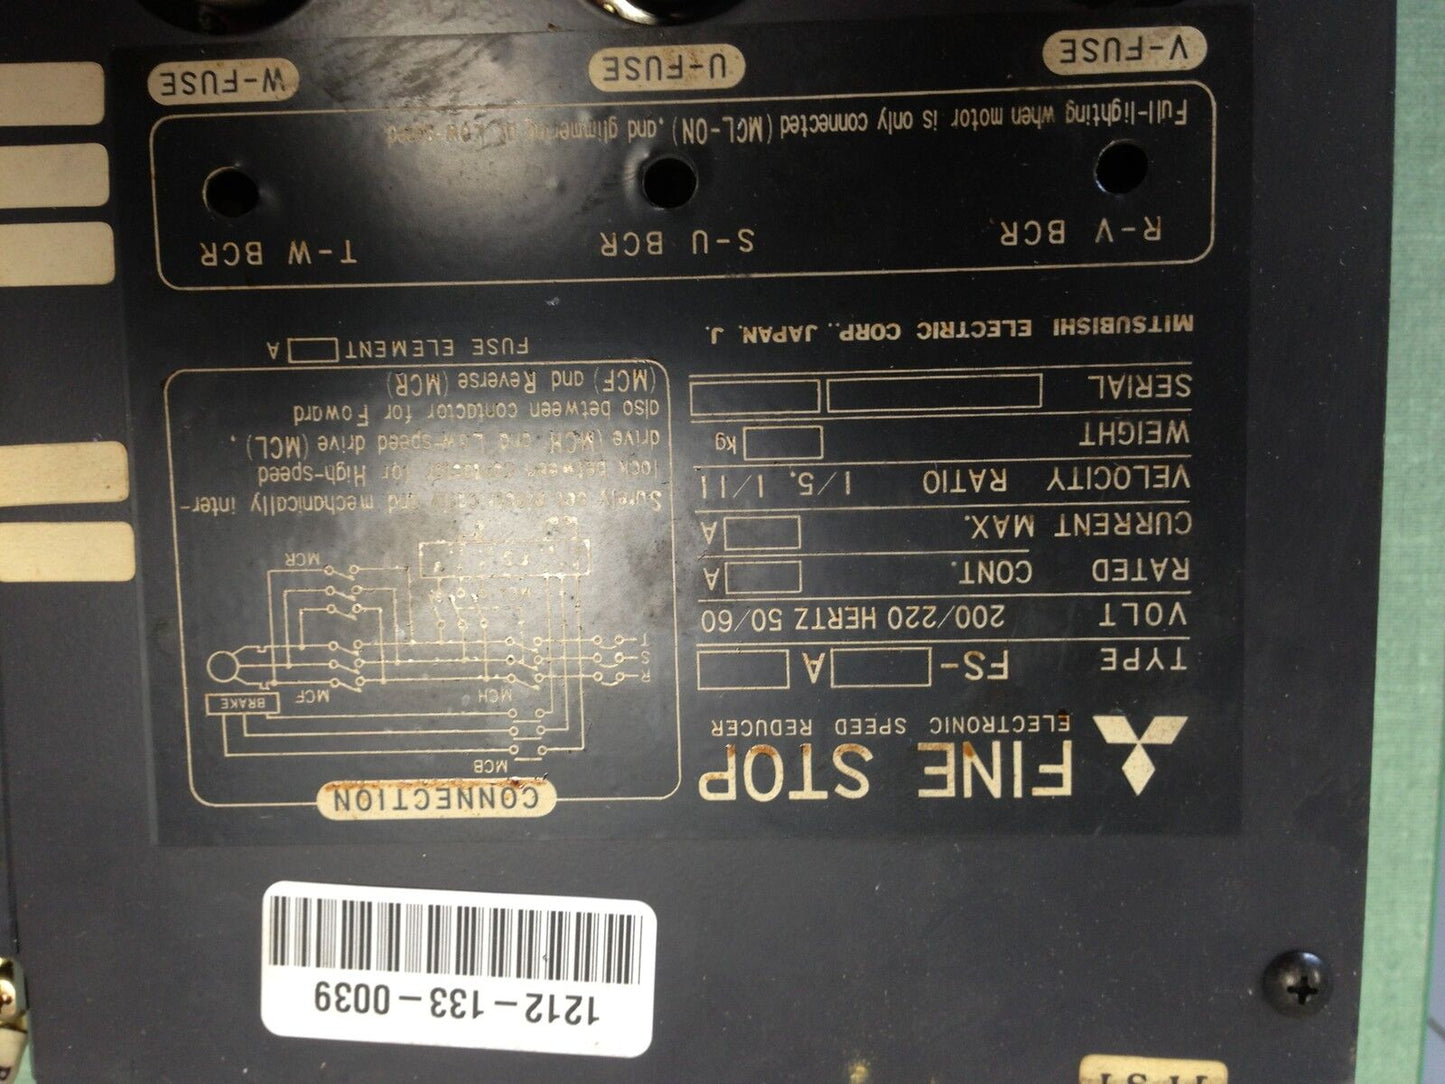 1212-133-0039
FINE STOP
ELECTRONIC SPEED REDUCER
TYPE FS- A
VOLT 200/220 HERTZ 50/60
RATED CONT. A
CURRENT MAX. A
VELOCITY RATIO 1/5, 1/11
WEIGHT kg
SERIAL
MITSUBISHI ELECTRIC CORP., JAPAN. J.
CONNECTION
MCB
BRAKE
MCF
MCH
R
S
T
MCR
FS
Surely set Motor Cable and mechanically inter-
lock between contactor for High-speed
drive (MCH and Low-speed drive (MCL),
also between contactor for Foward
(MCF) and Reverse (MCR)
FUSE ELEMENT A
R-V BCR
S-U BCR
T-W BCR
Full-lighting when motor is only connected (MCL-ON), and glimmering at Low-speed
V-FUSE
U-FUSE
W-FUSE